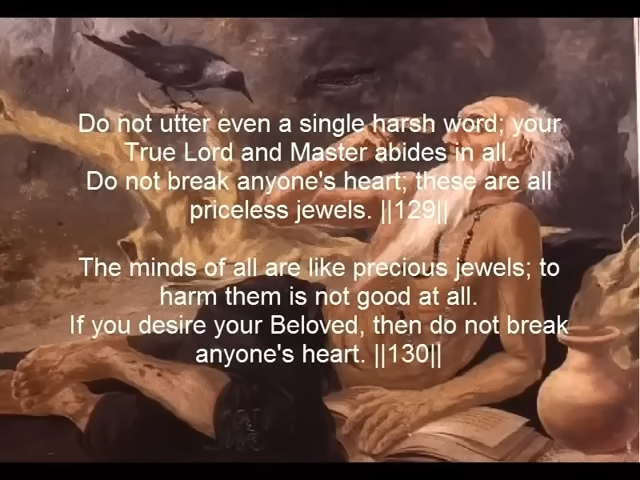 Do not utter even a single harsh word; your
True Lord and Master abides in all.
Do not break anyone's heart; these are all
priceless jewels. ||129||
The minds of all are like precious jewels; to
harm them is not good at all.
If you desire your Beloved, then do not break
anyone's heart. ||130||